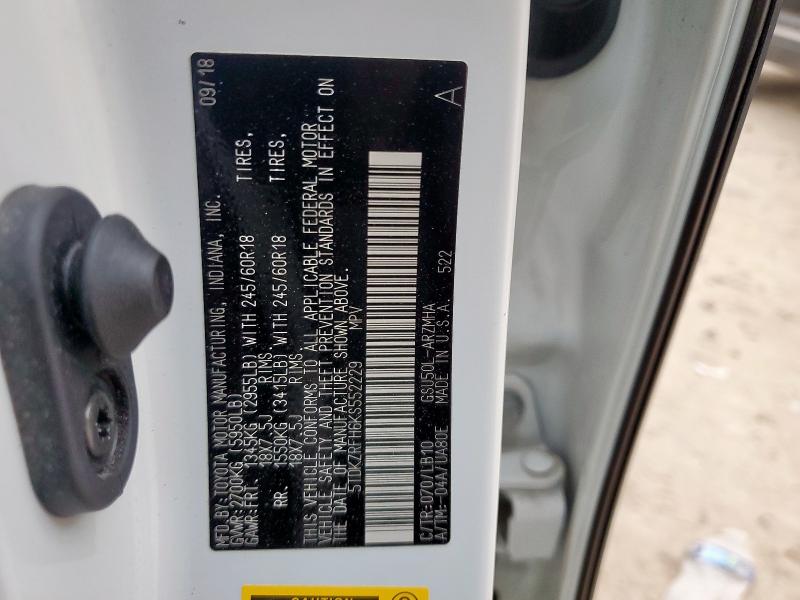 MFD.BY:TOYOTA MOTOR MANUFACTURING, INDIANA, INC. 09/18
GVWR:2700KG (5950LB)
GAWR:FRT. 1345KG (2955LB) WITH 245/60R18 TIRES,
18X7.5J RIMS
RR. 1550KG (3415LB) WITH 245/60R18 TIRES,
18X7.5J RIMS
THIS VEHICLE CONFORMS TO ALL APPLICABLE FEDERAL MOTOR
VEHICLE SAFETY AND THEFT PREVENTION STANDARDS IN EFFECT ON
THE DATE OF MANUFACTURE SHOWN ABOVE.
5TDKZRFH6KS552229 MPV
C/TR:070/LB10 GSU50L-ARZMHA
A/TM:-04A/UA80E MADE IN U.S.A. 522 A
CAUTION